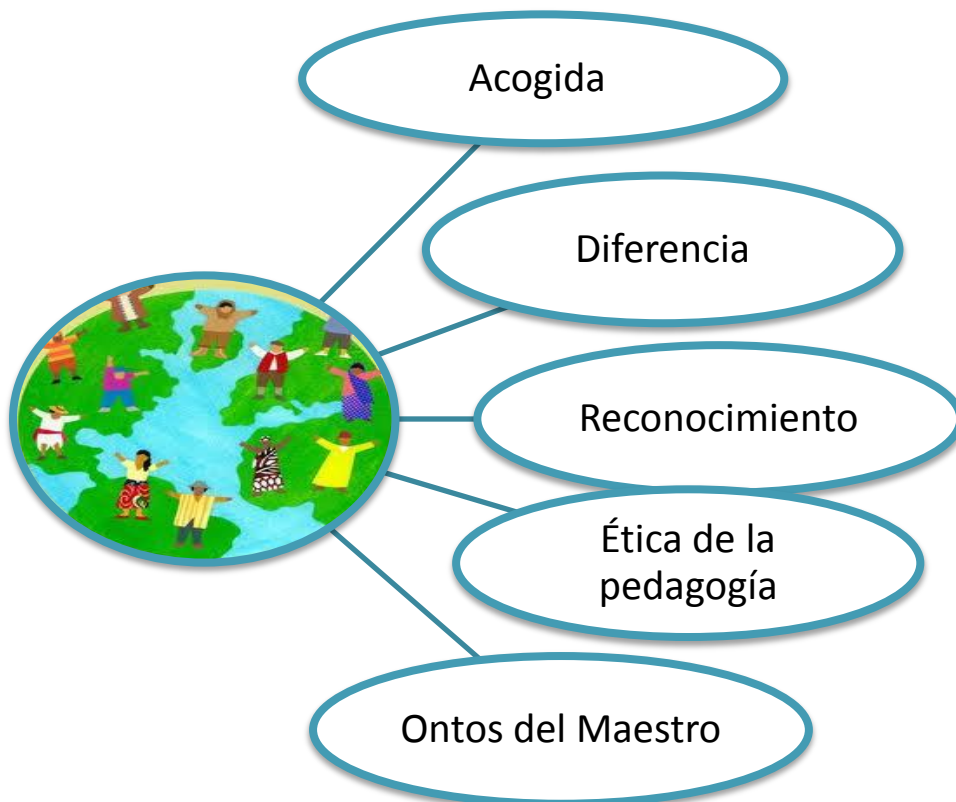 Acogida
Diferencia
Reconocimiento
Ética de la
pedagogía
Ontos del Maestro